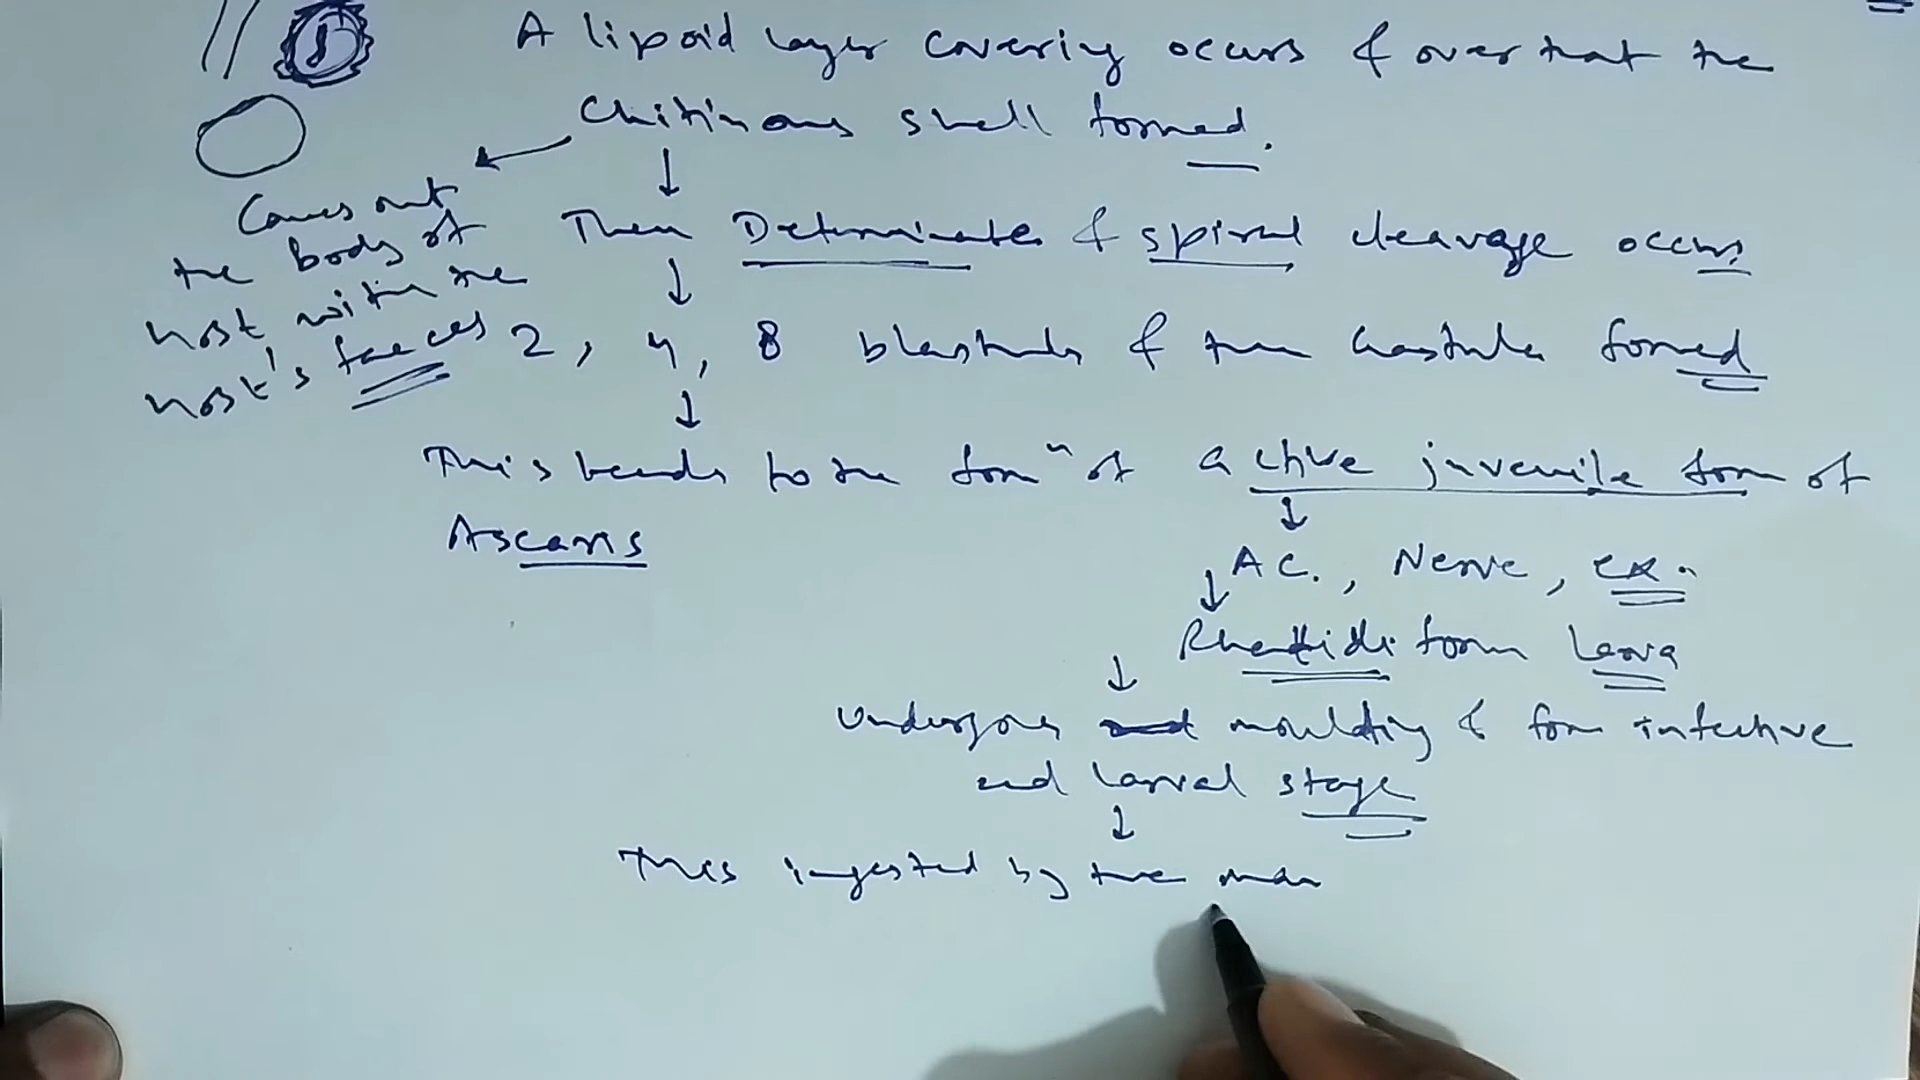 A lipoid layer covering occurs & over that the
Chitinous shell formed.
Comes out
the body of
host with the
host's faeces
Then Determinate & spiral cleavage occurs
2, 4, 8 blastula & then Gastrula formed
This leads to the formⁿ of active juvenile form of
Ascaris
A C., Nerve, ex.
form Larva
Undergoes moulding & form infective
2nd larval stage
This ingested by the man